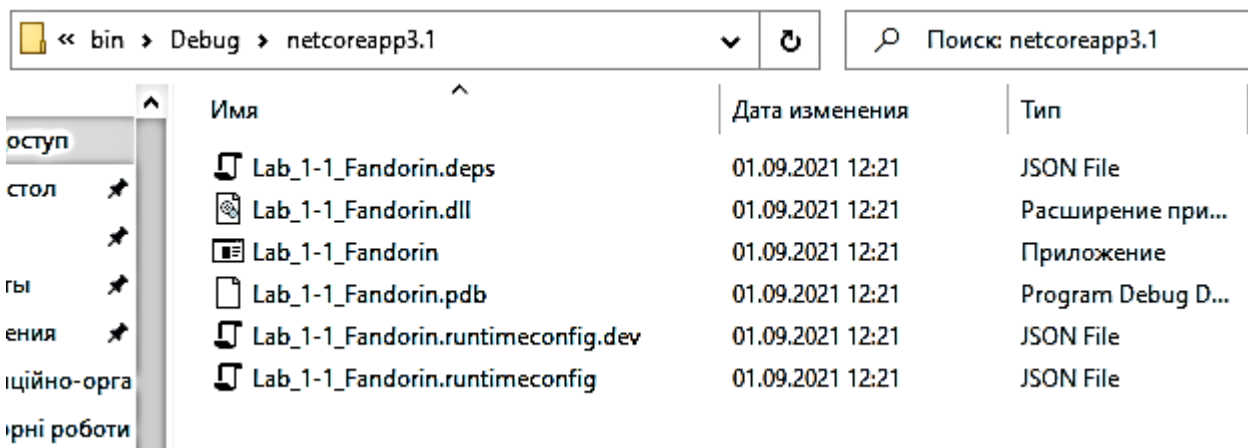 « bin › Debug › netcoreapp3.1 Поиск: netcoreapp3.1
Имя Дата изменения Тип
оступ
Lab_1-1_Fandorin.deps 01.09.2021 12:21 JSON File
стол
Lab_1-1_Fandorin.dll 01.09.2021 12:21 Расширение при...
Lab_1-1_Fandorin 01.09.2021 12:21 Приложение
ты Lab_1-1_Fandorin.pdb 01.09.2021 12:21 Program Debug D...
ения Lab_1-1_Fandorin.runtimeconfig.dev 01.09.2021 12:21 JSON File
ційно-орга Lab_1-1_Fandorin.runtimeconfig 01.09.2021 12:21 JSON File
рні роботи